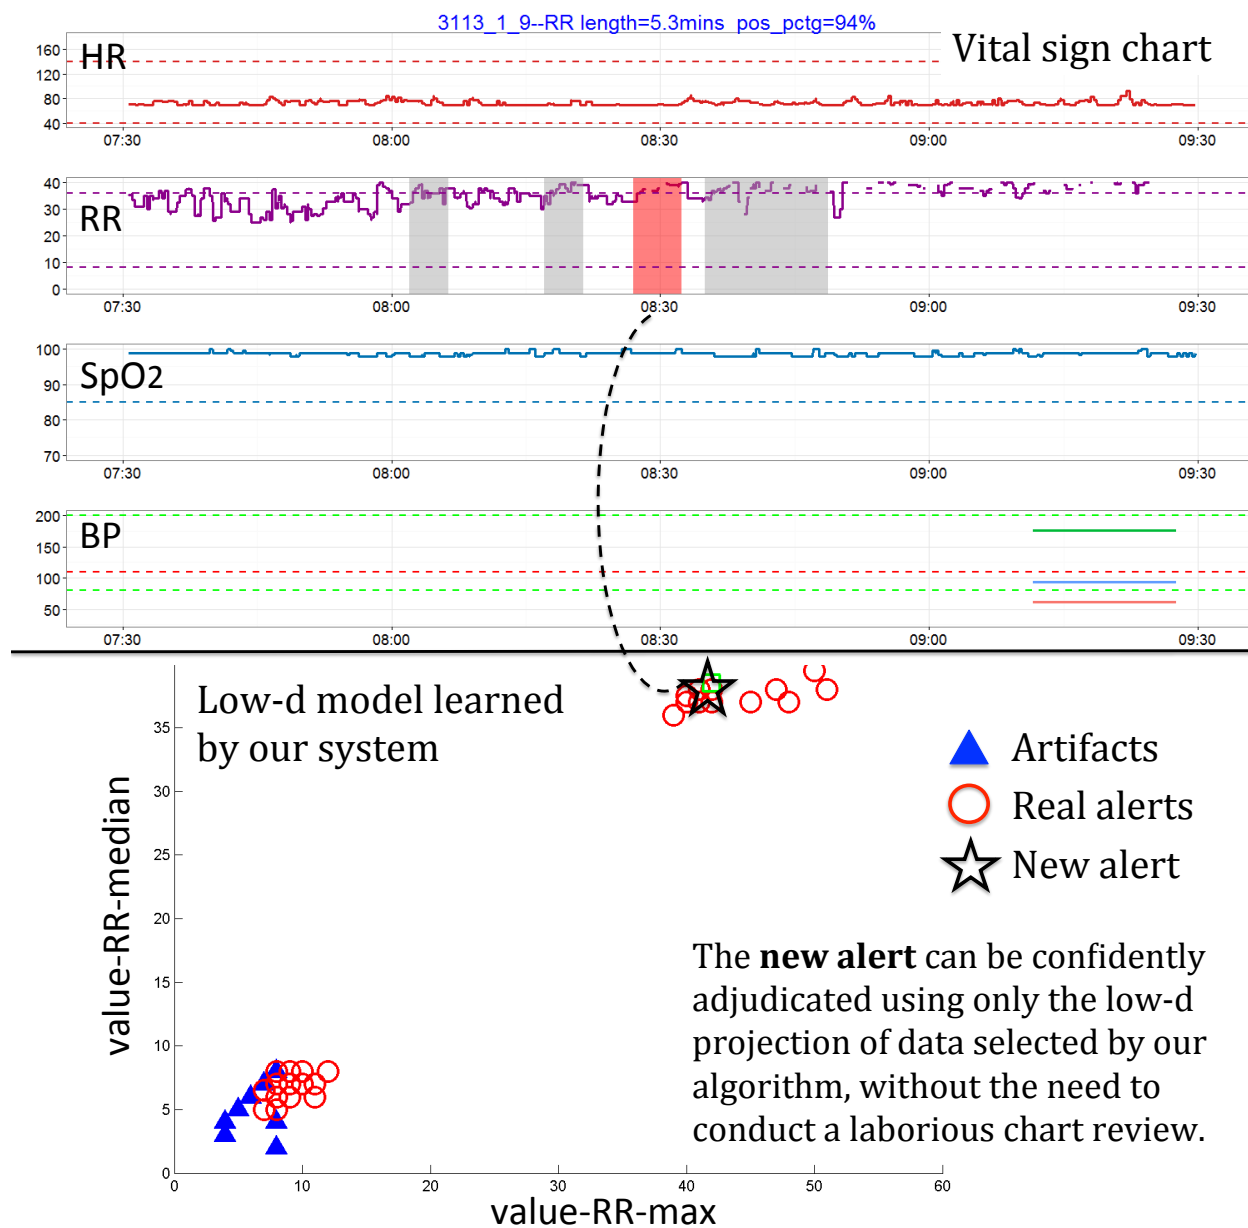 3113_1_9--RR length=5.3mins pos_pctg=94%
Vital sign chart
HR
160
120
80
40
07:30 08:00 08:30 09:00 09:30
RR
40
30
20
10
0
07:30 08:00 08:30 09:00 09:30
SpO2
100
90
80
70
07:30 08:00 08:30 09:00 09:30
BP
200
150
100
50
07:30 08:00 08:30 09:00 09:30
Low-d model learned
by our system
value-RR-median
35
30
25
20
15
10
5
0
0 10 20 30 40 50 60
value-RR-max
Artifacts
Real alerts
New alert
The new alert can be confidently
adjudicated using only the low-d
projection of data selected by our
algorithm, without the need to
conduct a laborious chart review.